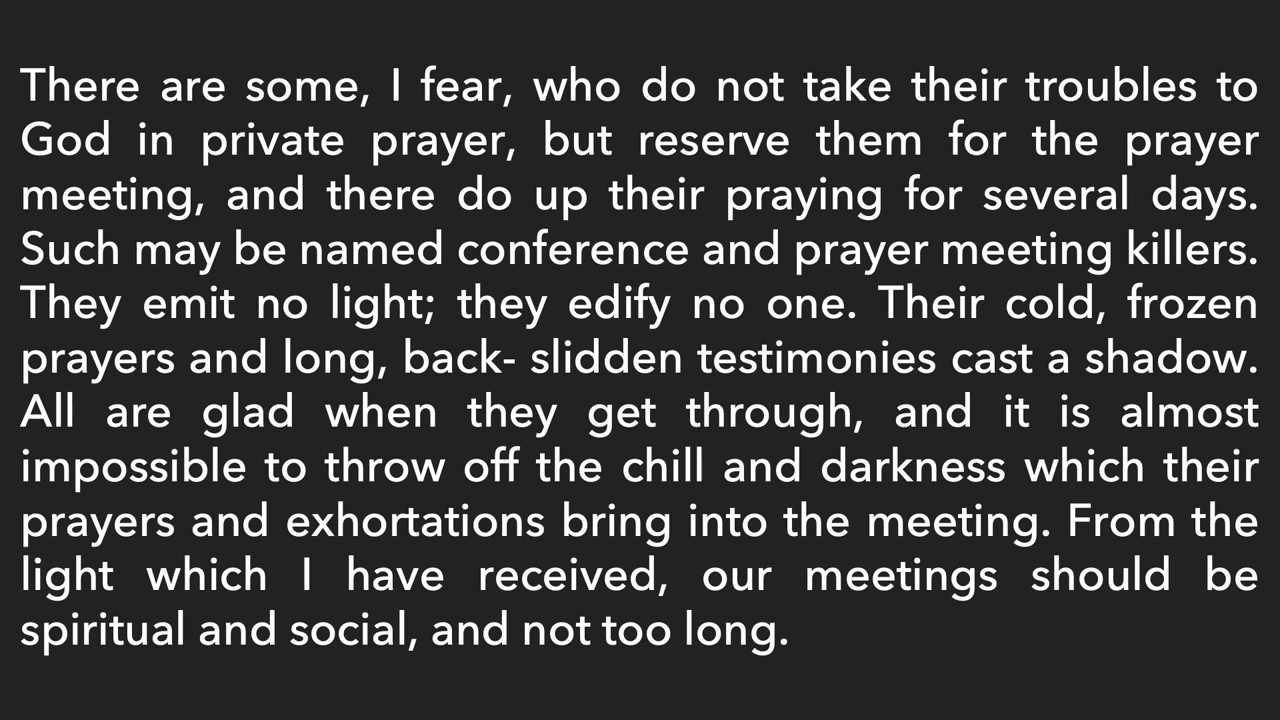 There are some, I fear, who do not take their troubles to
God in private prayer, but reserve them for the prayer
meeting, and there do up their praying for several days.
Such may be named conference and prayer meeting killers.
They emit no light; they edify no one. Their cold, frozen
prayers and long, back- slidden testimonies cast a shadow.
All are glad when they get through, and it is almost
impossible to throw off the chill and darkness which their
prayers and exhortations bring into the meeting. From the
light which I have received, our meetings should be
spiritual and social, and not too long.